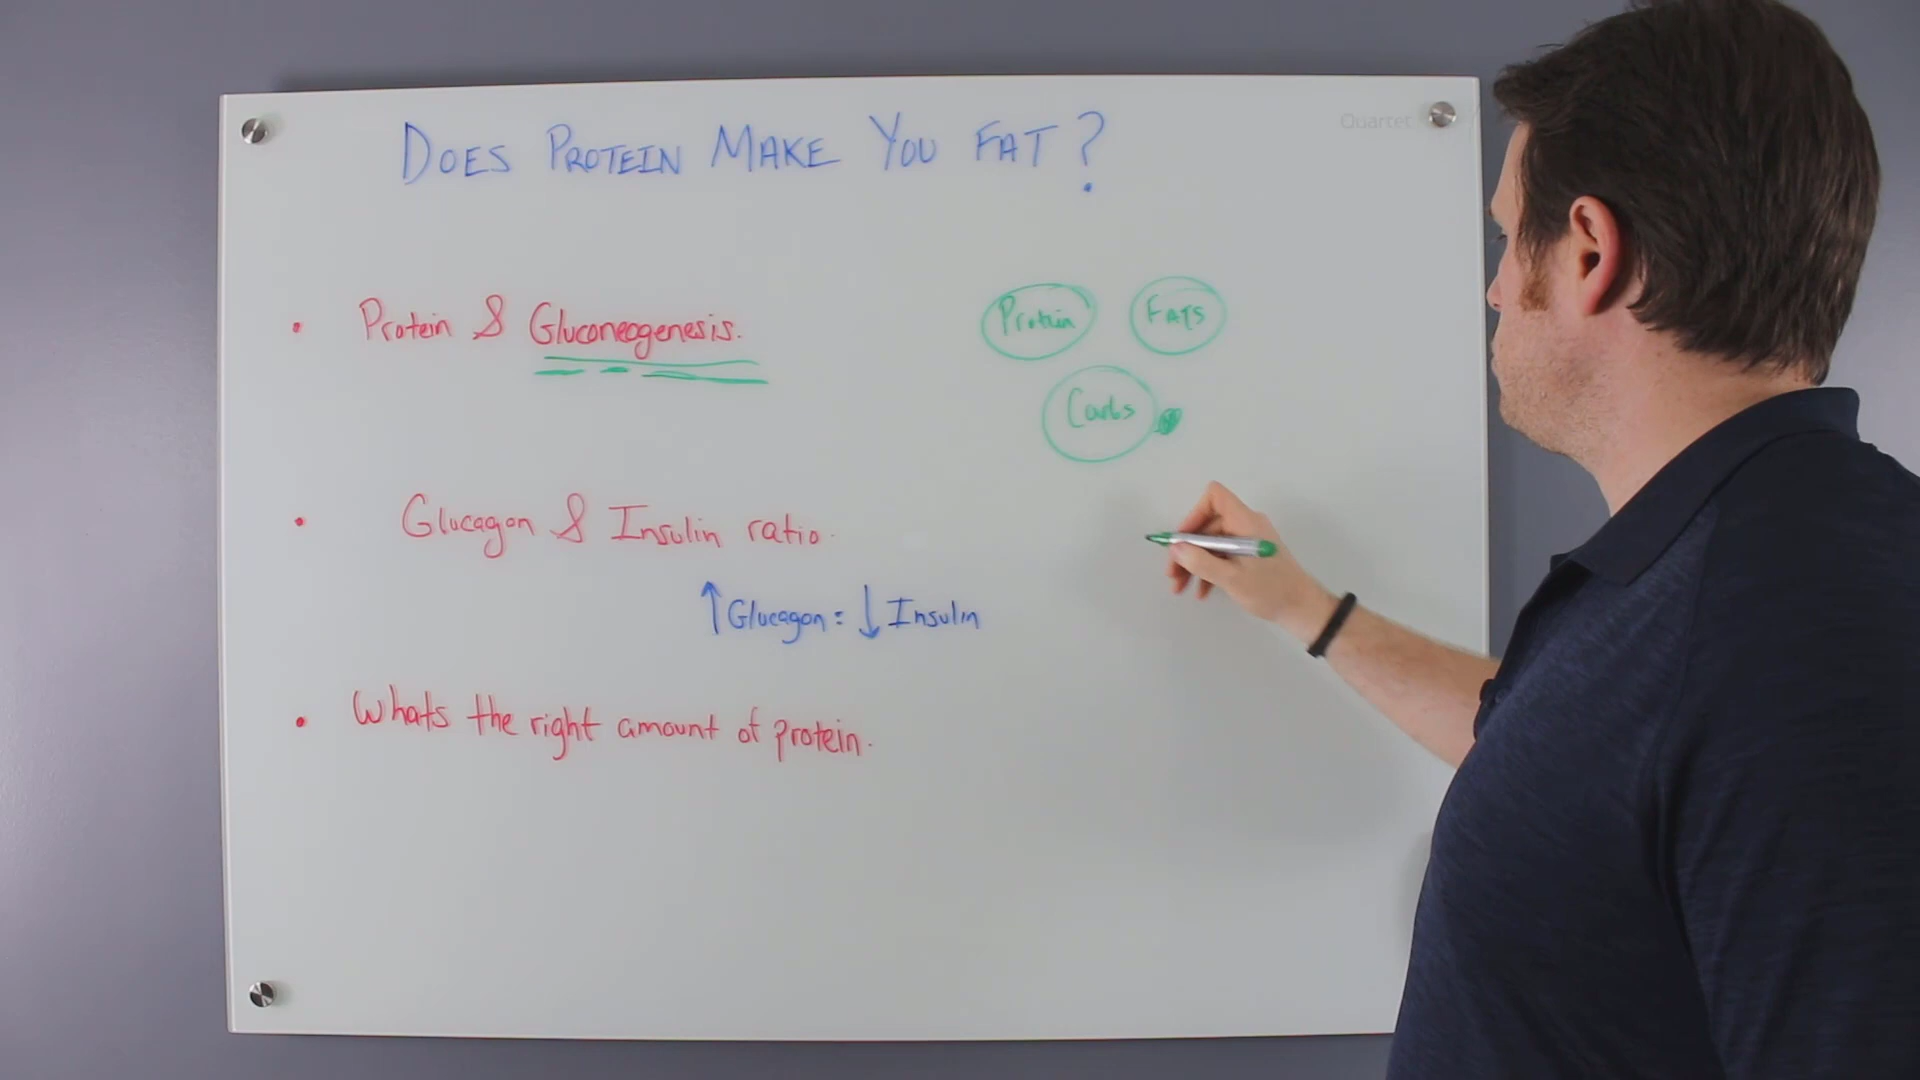 Quartet
DOES PROTEIN MAKE YOU FAT?
• Protein & Gluconeogenesis.
Protein
FATS
Carbs
• Glucagon & Insulin ratio.
↑ Glucagon = ↓ Insulin
• Whats the right amount of protein.